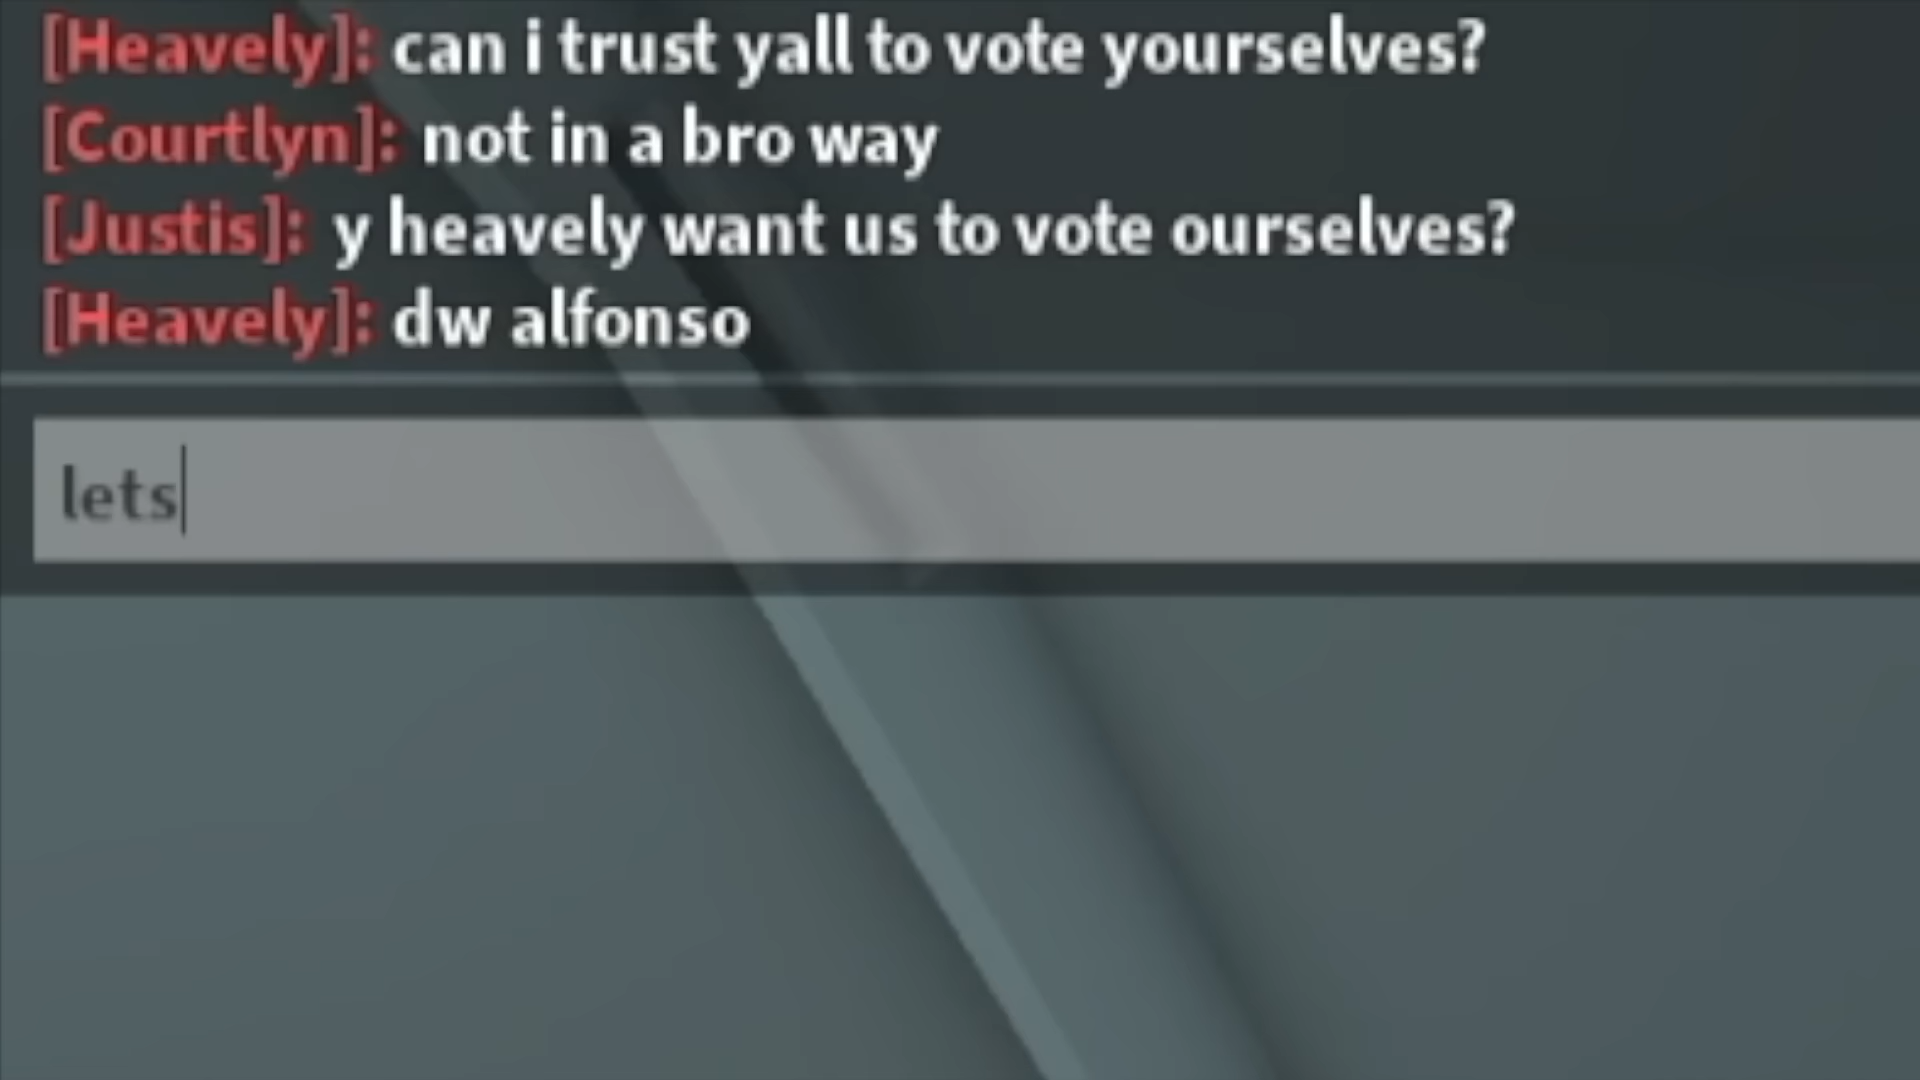 [Heavely]: can i trust yall to vote yourselves?
[Courtlyn]: not in a bro way
[Justis]: y heavely want us to vote ourselves?
[Heavely]: dw alfonso
lets